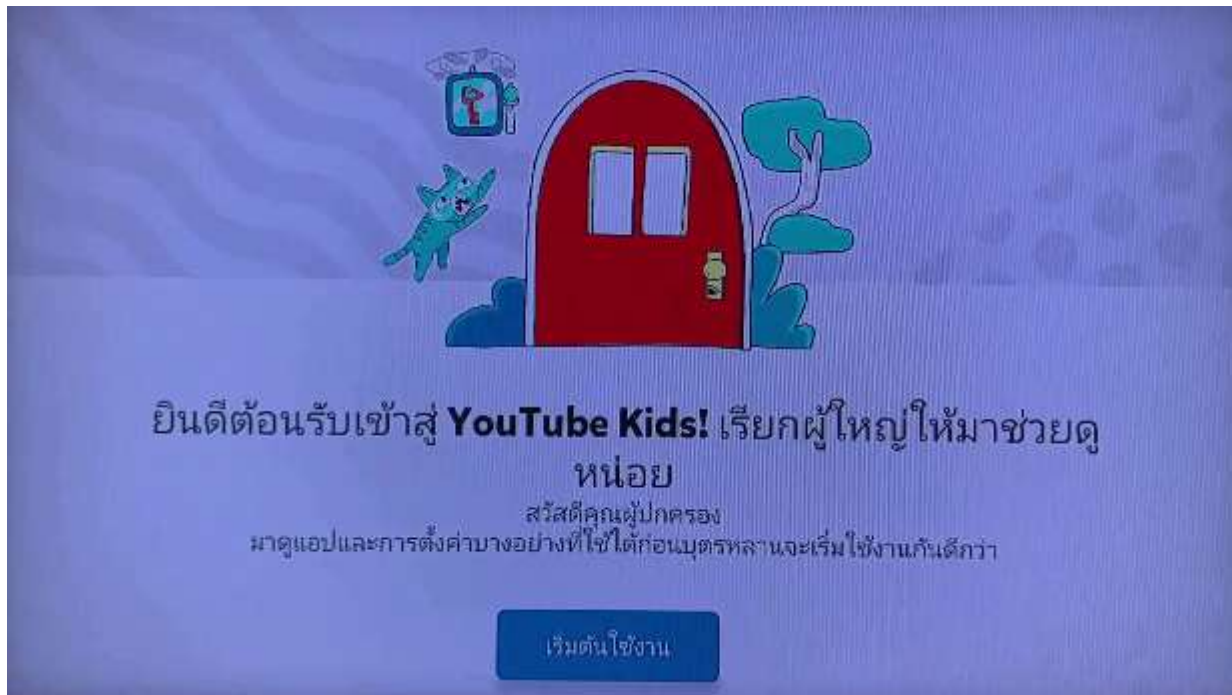 ยินดีต้อนรับเข้าสู่ YouTube Kids! เรียกผู้ใหญ่ให้มาช่วยดู
หน่อย
สวัสดีคุณผู้ปกครอง
มาดูแอปและการตั้งค่าบางอย่างที่ใช้ได้ก่อนบุตรหลานจะเริ่มใช้งานกันดีกว่า
เริ่มต้นใช้งาน